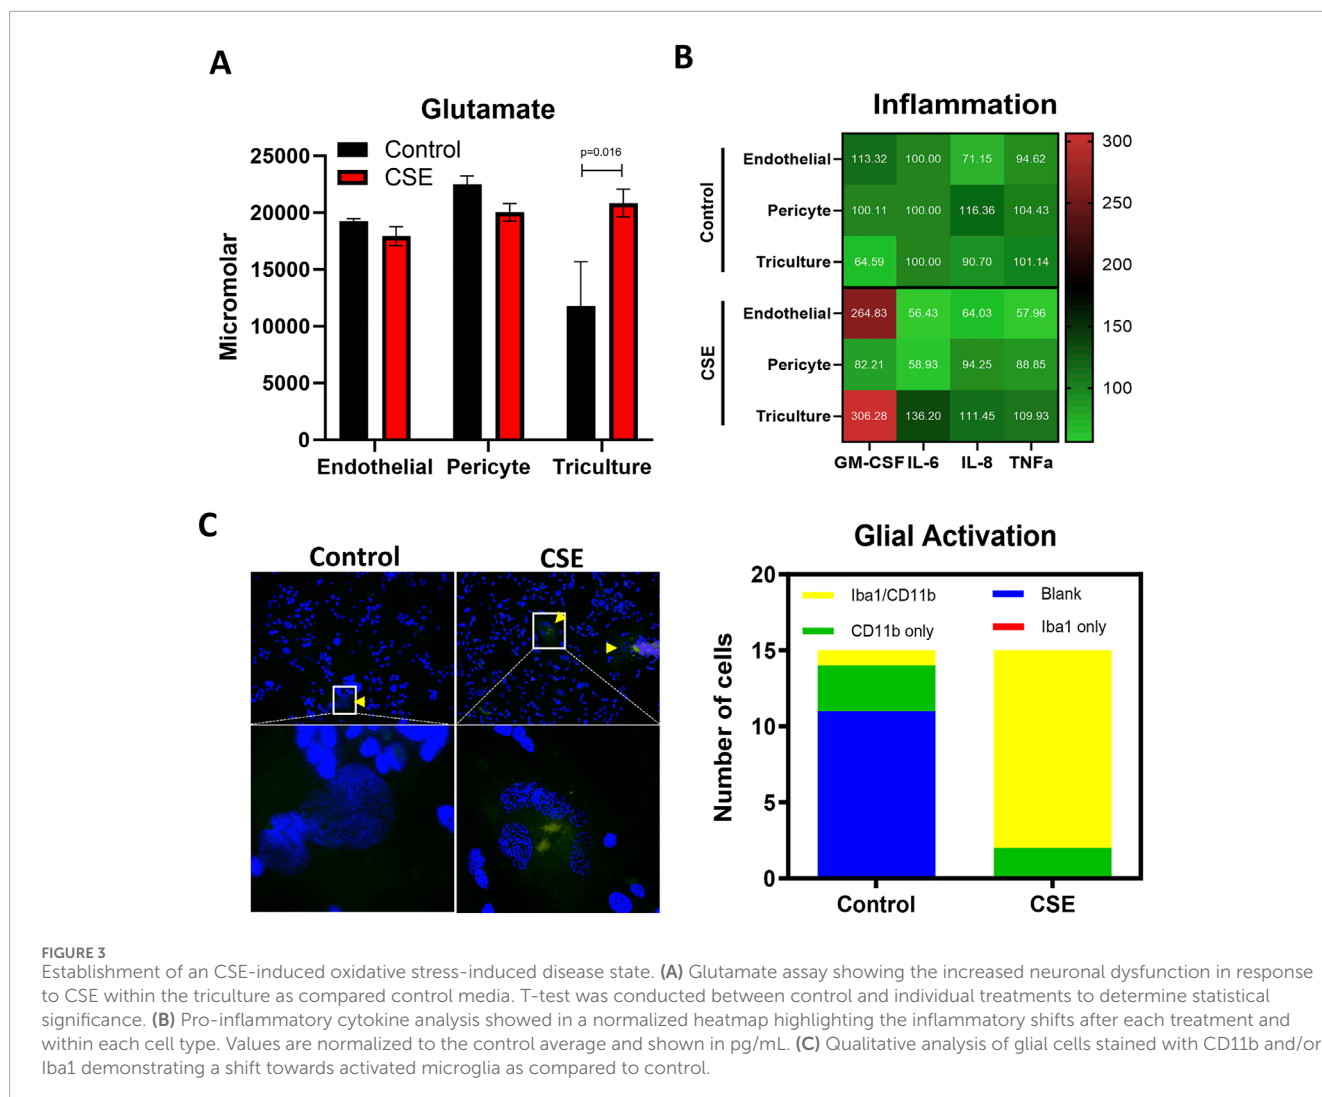 A
Glutamate
Control
CSE
p=0.016
Micromolar
25000
20000
15000
10000
5000
0
Endothelial Pericyte Triculture
B
Inflammation
Control
Endothelial 113.32 100.00 71.15 94.62
Pericyte 100.11 100.00 116.36 104.43
Triculture 64.59 100.00 90.70 101.14
CSE
Endothelial 264.83 56.43 64.03 57.96
Pericyte 82.21 58.93 94.25 88.85
Triculture 306.28 136.20 111.45 109.93
GM-CSF IL-6 IL-8 TNFa
300
250
200
150
100
C
Control CSE
Glial Activation
Iba1/CD11b Blank
CD11b only Iba1 only
Number of cells
20
15
10
5
0
Control CSE
FIGURE 3
Establishment of an CSE-induced oxidative stress-induced disease state. (A) Glutamate assay showing the increased neuronal dysfunction in response
to CSE within the triculture as compared control media. T-test was conducted between control and individual treatments to determine statistical
significance. (B) Pro-inflammatory cytokine analysis showed in a normalized heatmap highlighting the inflammatory shifts after each treatment and
within each cell type. Values are normalized to the control average and shown in pg/mL. (C) Qualitative analysis of glial cells stained with CD11b and/or
Iba1 demonstrating a shift towards activated microglia as compared to control.